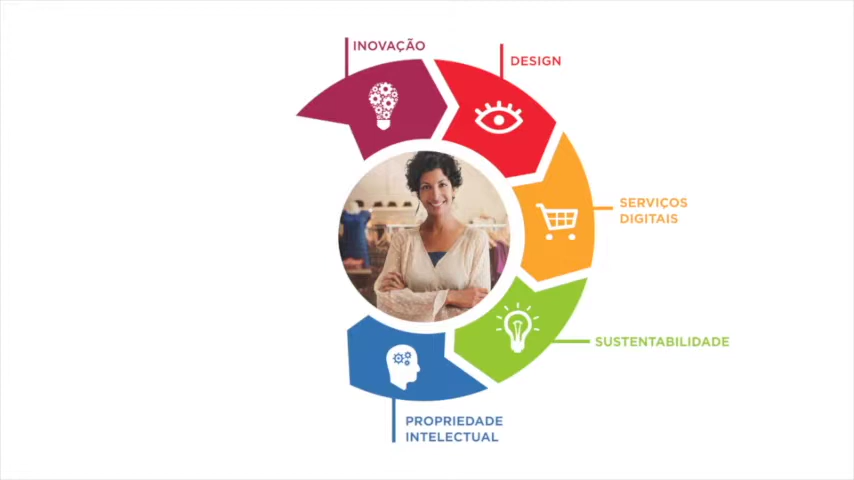 INOVAÇÃO
DESIGN
SERVIÇOS
DIGITAIS
SUSTENTABILIDADE
PROPRIEDADE
INTELECTUAL